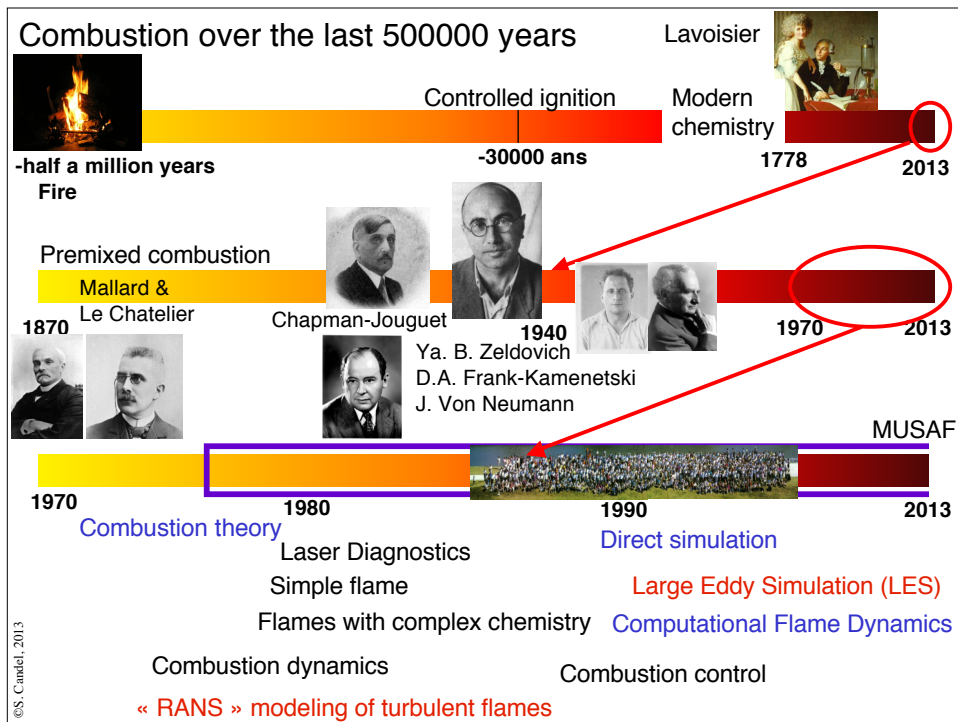 Combustion over the last 500000 years
Lavoisier
Controlled ignition
Modern
chemistry
-half a million years
Fire
-30000 ans
1778
2013
Premixed combustion
Mallard &
Le Chatelier
1870
Chapman-Jouguet
1940
1970
2013
Ya. B. Zeldovich
D.A. Frank-Kamenetski
J. Von Neumann
MUSAF
1970
1980
1990
2013
Combustion theory
Direct simulation
Laser Diagnostics
Simple flame
Large Eddy Simulation (LES)
Flames with complex chemistry
Computational Flame Dynamics
Combustion dynamics
Combustion control
« RANS » modeling of turbulent flames
©S. Candel, 2013